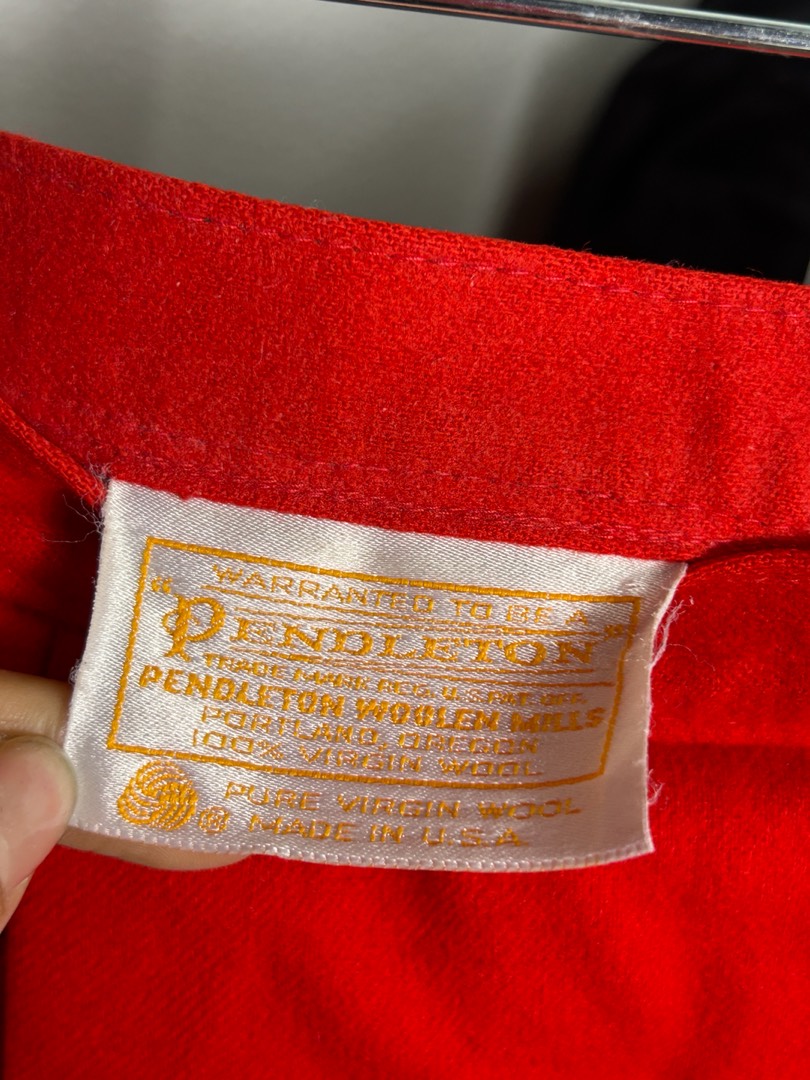 WARRANTED TO BE A
"PENDLETON"
TRADE MARK REG. U.S. PAT. OFF.
PENDLETON WOOLEN MILLS
PORTLAND, OREGON
100% VIRGIN WOOL
PURE VIRGIN WOOL
® MADE IN U.S.A.